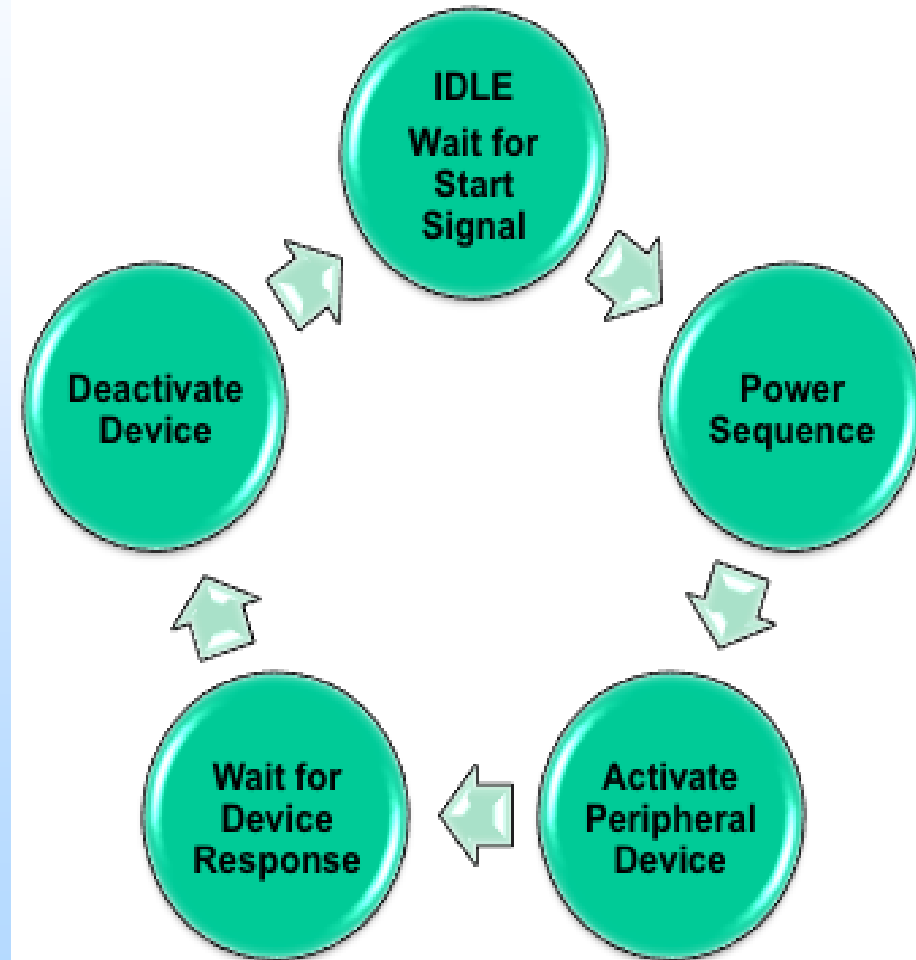 IDLE
Wait for
Start
Signal
Power
Sequence
Activate
Peripheral
Device
Wait for
Device
Response
Deactivate
Device